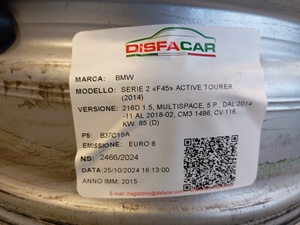 DISFACAR
MARCA: BMW
MODELLO: SERIE 2 «F45» ACTIVE TOURER
(2014)
VERSIONE: 216D 1.5, MULTISPACE, 5 P., DAL 2014
-11 AL 2018-02, CM3 1496, CV 116,
KW. 85 (D)
P5: B37C15A
EMISSIONE: EURO 6
NS: 2466/2024
DATA: 25/10/2024 16:13:00
ANNO IMM: 2015